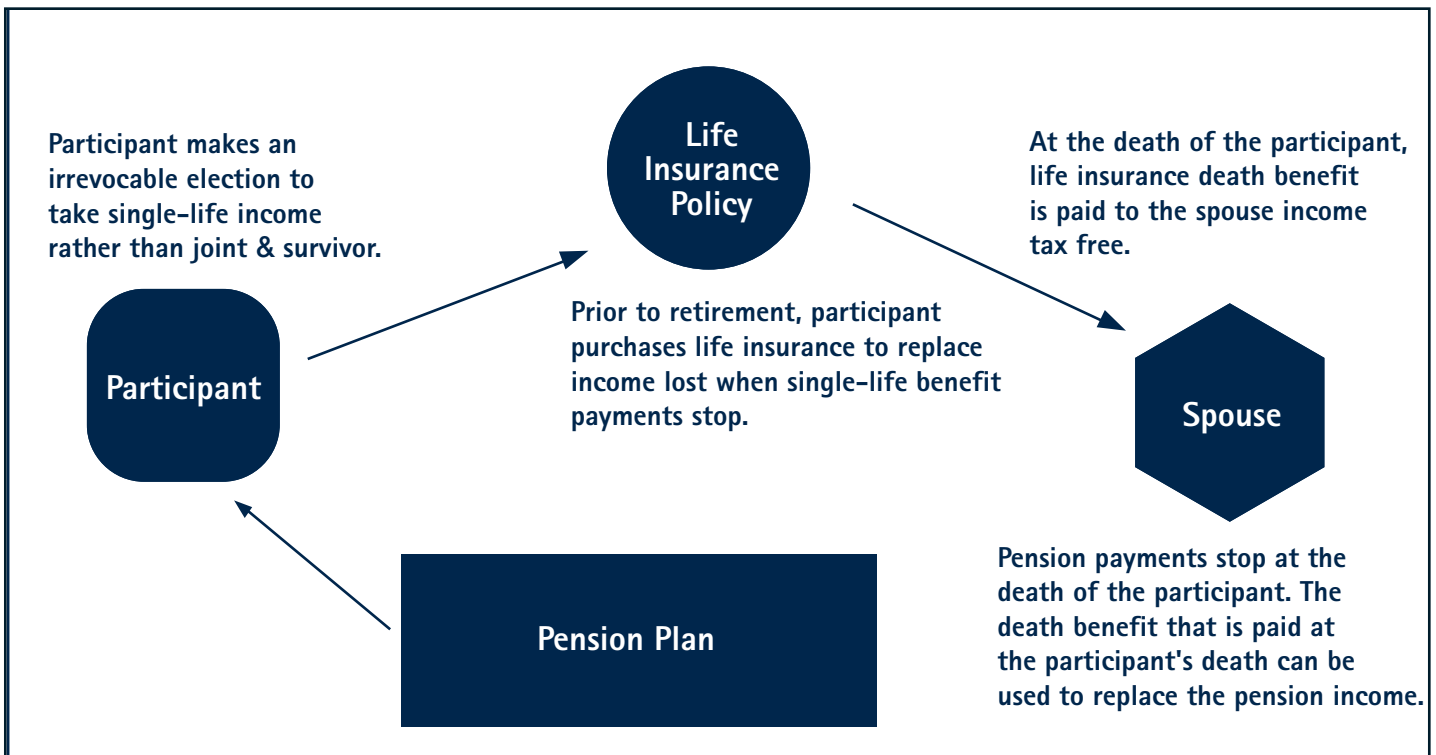 Participant makes an
irrevocable election to
take single-life income
rather than joint & survivor.
Life
Insurance
Policy
At the death of the participant,
life insurance death benefit
is paid to the spouse income
tax free.
Participant
Prior to retirement, participant
purchases life insurance to replace
income lost when single-life benefit
payments stop.
Spouse
Pension Plan
Pension payments stop at the
death of the participant. The
death benefit that is paid at
the participant's death can be
used to replace the pension income.